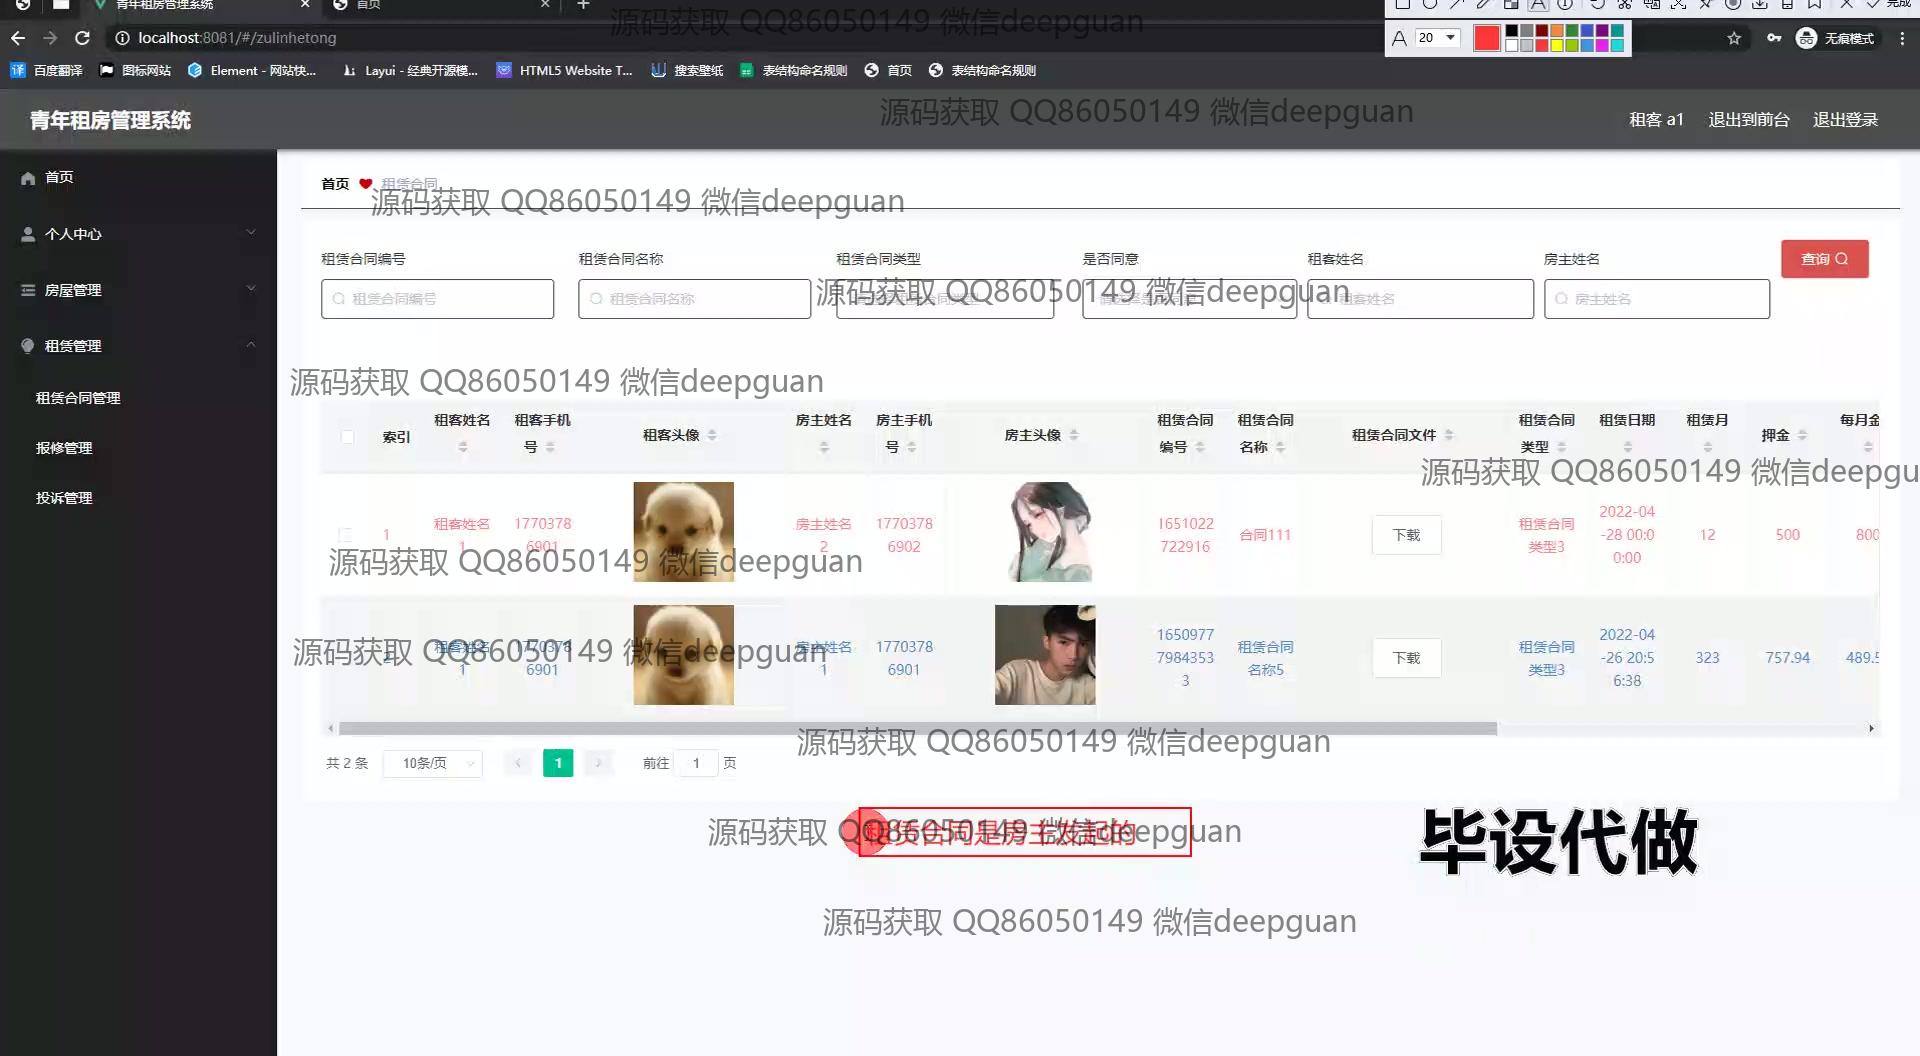 青年租房管理系统
首页
源码获取 QQ86050149 微信deepguan
完成
localhost:8081/#/zulinhetong
A 20
无痕模式
百度翻译
图标网站
Element - 网站快...
Layui - 经典开源模...
HTML5 Website T...
搜索壁纸
表结构命名规则
首页
表结构命名规则
青年租房管理系统
源码获取 QQ86050149 微信deepguan
租客 a1
退出到前台
退出登录
首页
个人中心
房屋管理
租赁管理
租赁合同管理
报修管理
投诉管理
首页 租赁合同
源码获取 QQ86050149 微信deepguan
租赁合同编号
租赁合同名称
租赁合同类型
是否同意
租客姓名
房主姓名
查询
租赁合同编号
租赁合同名称
源码获取 QQ86050149 微信deepguan
租客姓名
房主姓名
源码获取 QQ86050149 微信deepguan
索引
租客姓名
租客手机号
租客头像
房主姓名
房主手机号
房主头像
租赁合同编号
租赁合同名称
租赁合同文件
租赁合同类型
租赁日期
租赁月
押金
每月金
源码获取 QQ86050149 微信deepgu
1
租客姓名1
1770378
6901
房主姓名2
1770378
6902
1651022
722916
合同111
下载
租赁合同
类型3
2022-04
-28 00:0
0:00
12
500
800
源码获取 QQ86050149 微信deepguan
2
租客姓名
1
1770378
6901
房主姓名
1
1770378
6901
1650977
7984353
3
租赁合同
名称5
下载
租赁合同
类型3
2022-04
-26 20:5
6:38
323
757.94
489.5
源码获取 QQ86050149 微信deepguan
源码获取 QQ86050149 微信deepguan
共 2 条
10条/页
1
前往 1 页
租赁合同是房主发起的
源码获取 QQ86050149 微信deepguan
毕设代做
源码获取 QQ86050149 微信deepguan